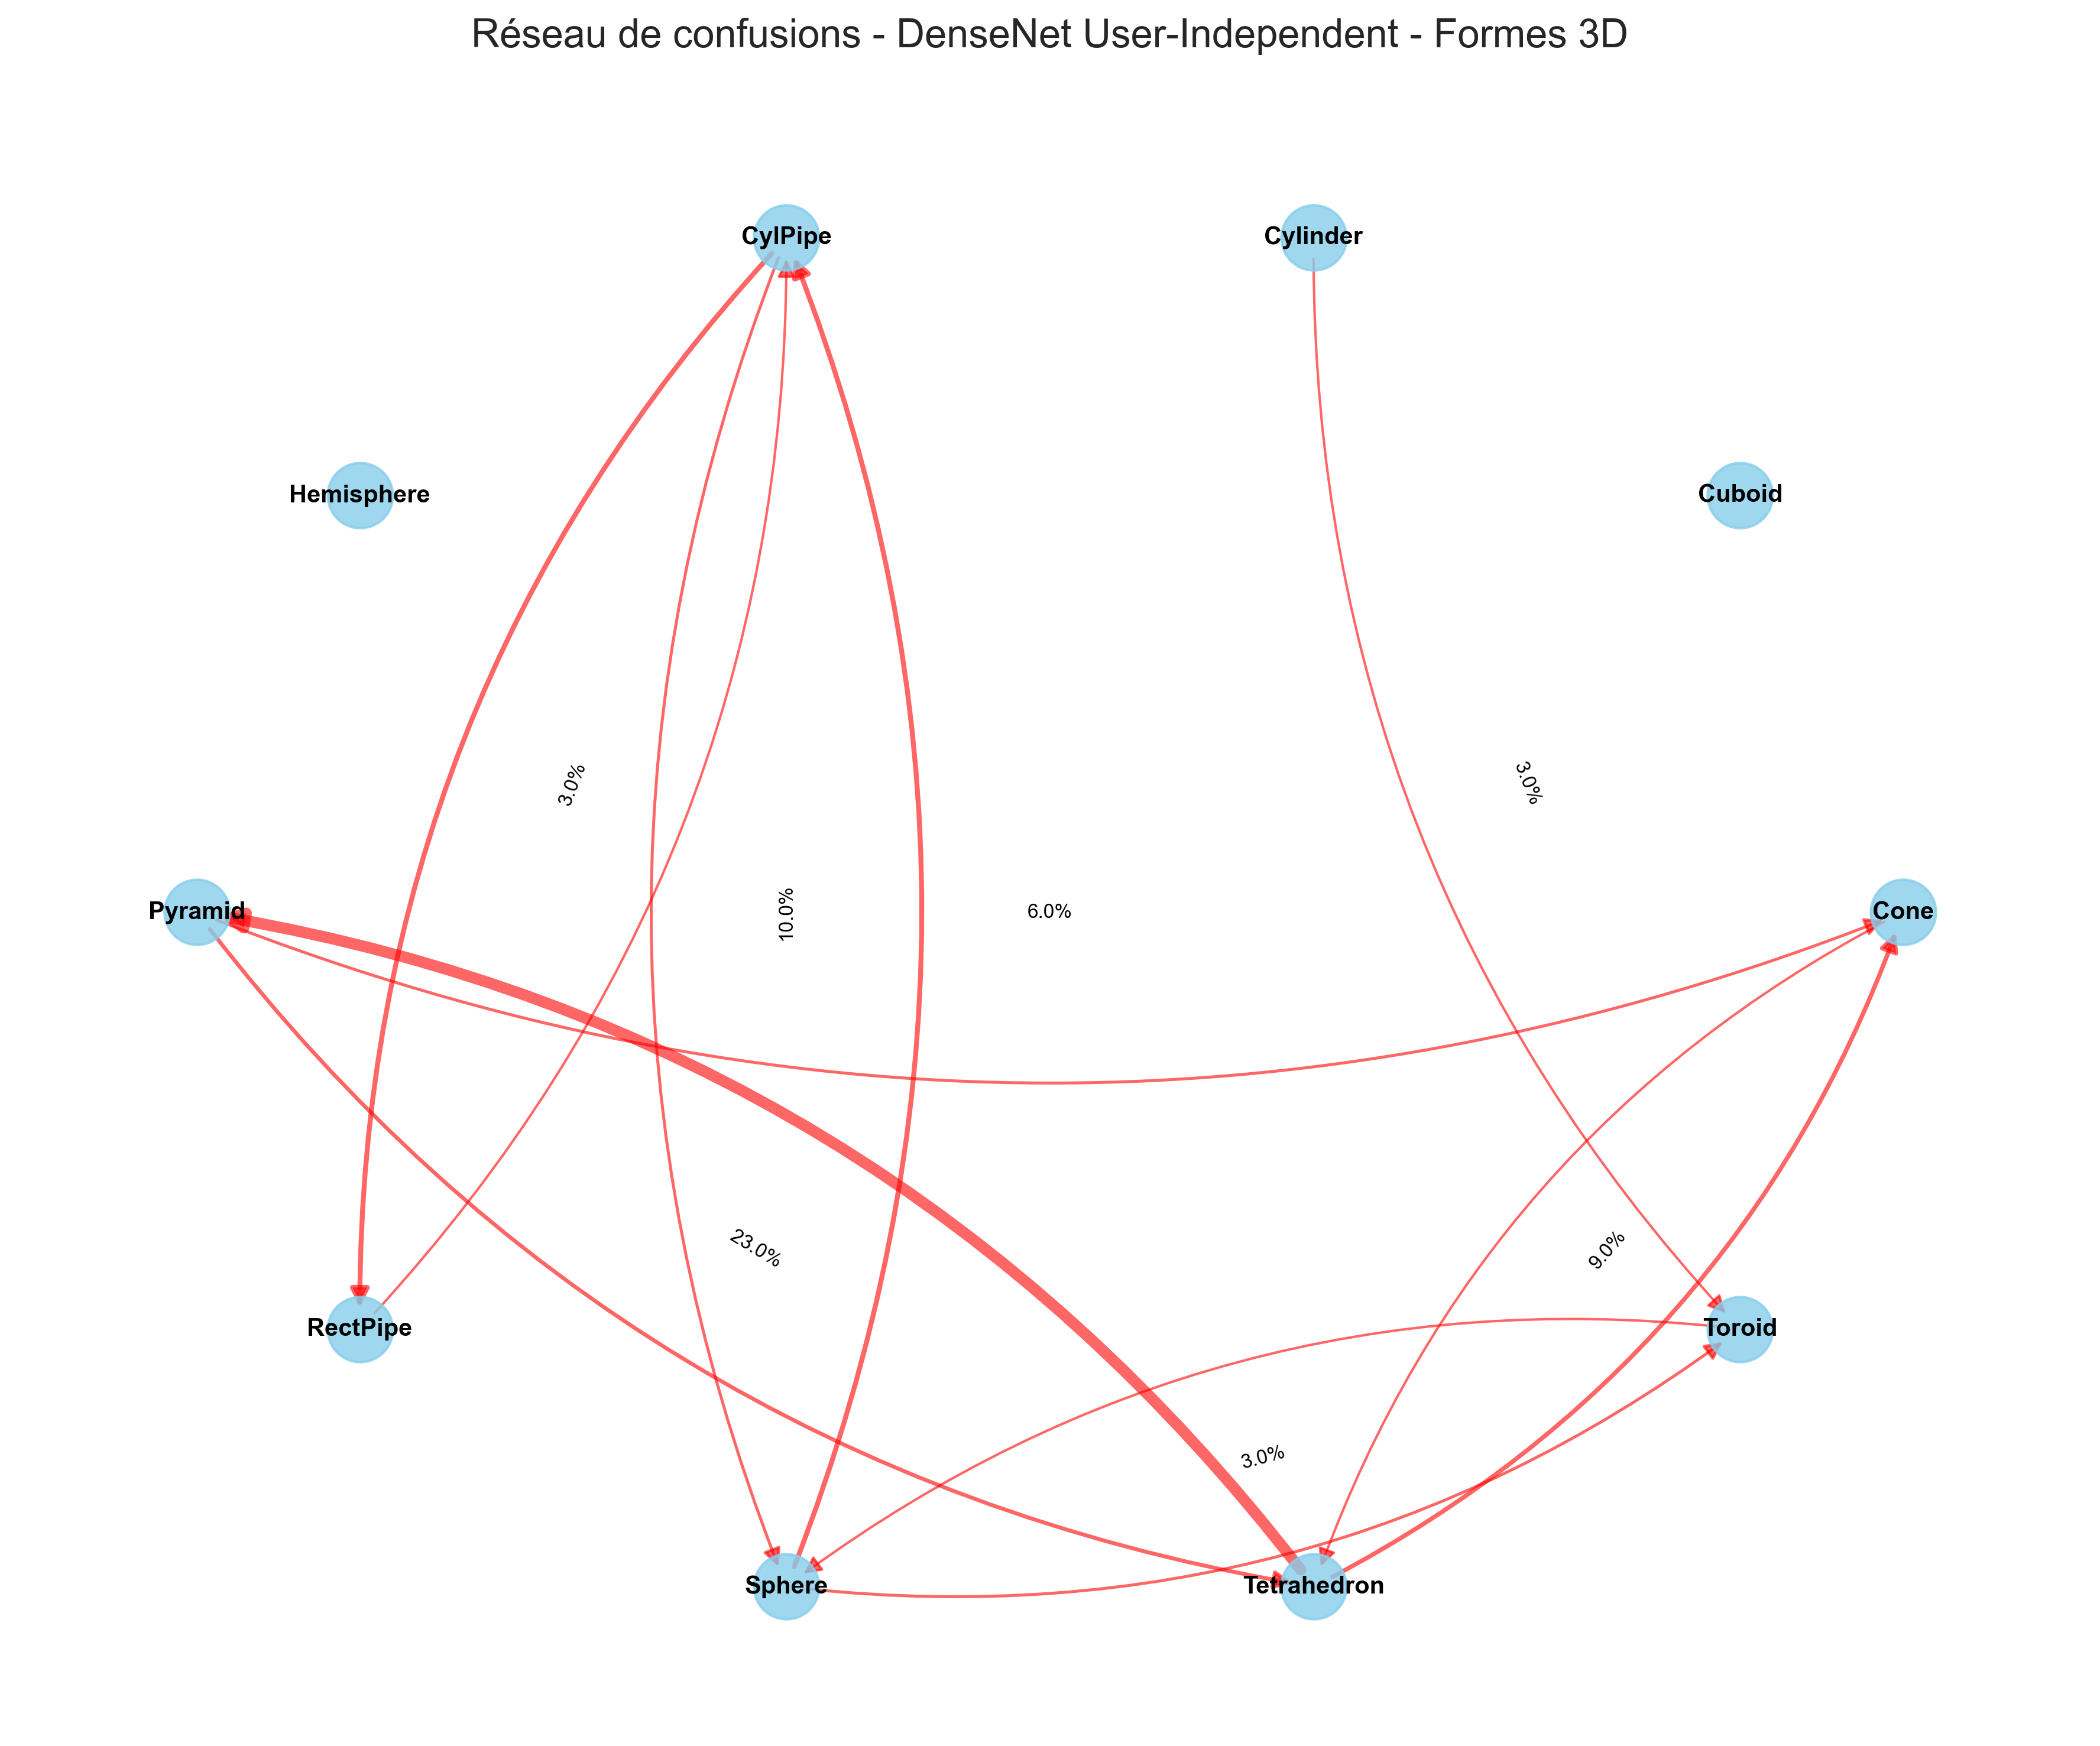 Réseau de confusions - DenseNet User-Independent - Formes 3D
CylPipe
Cylinder
Hemisphere
Cuboid
3.0%
3.0%
Pyramid
10.0%
6.0%
Cone
23.0%
9.0%
RectPipe
Toroid
3.0%
Sphere
Tetrahedron